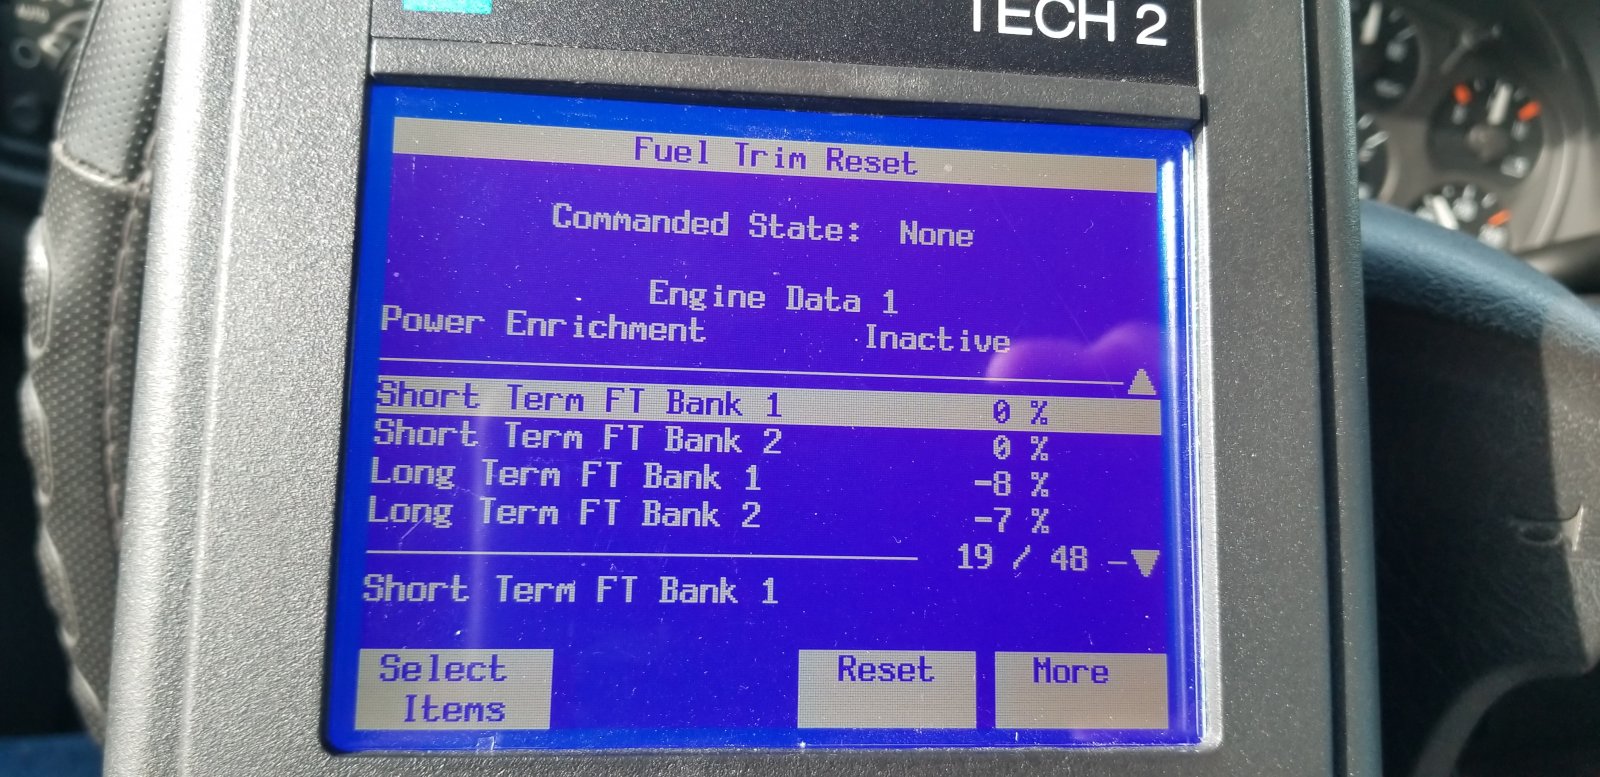 TECH 2
Fuel Trim Reset
Commanded State: None
Engine Data 1
Power Enrichment Inactive
Short Term FT Bank 1 0 %
Short Term FT Bank 2 0 %
Long Term FT Bank 1 -8 %
Long Term FT Bank 2 -7 %
19 / 48
Short Term FT Bank 1
Select Items
Reset
More